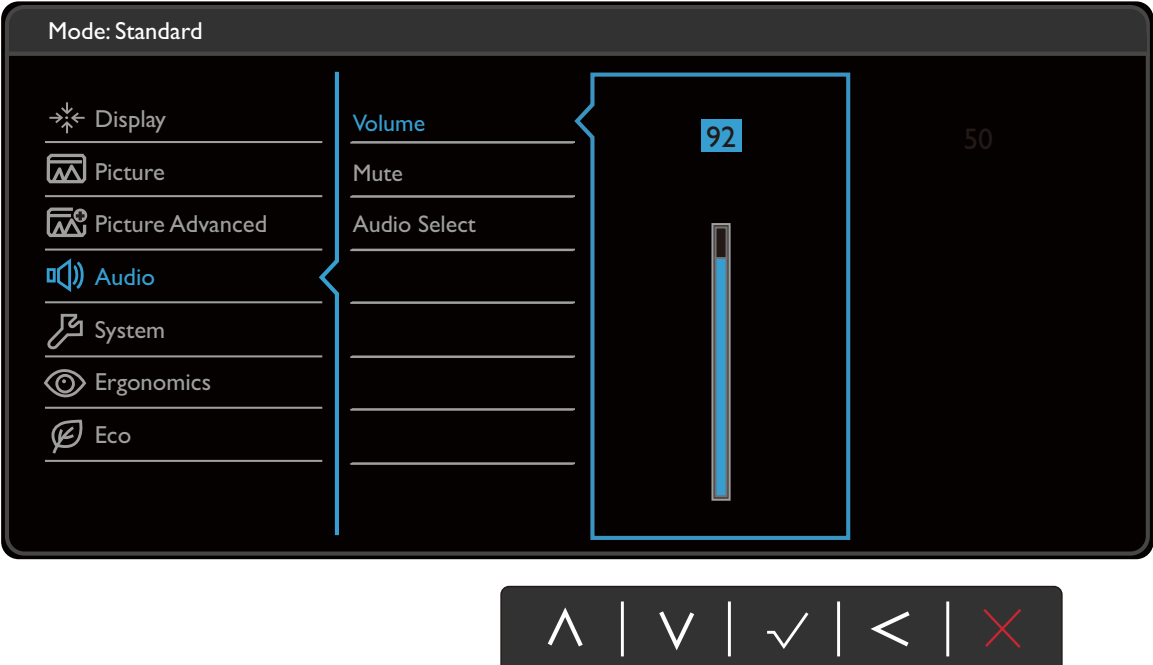 Mode: Standard
Display
Picture
Picture Advanced
Audio
System
Ergonomics
Eco
Volume
Mute
Audio Select
92
50